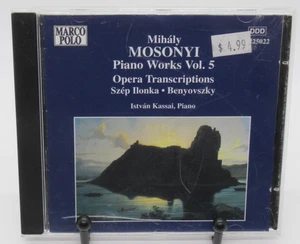 MARCO
POLO
Mihály
MOSONYI
Piano Works Vol. 5
Opera Transcriptions
Szép Ilonka • Benyovszky
István Kassai, Piano
$4.99
DDD